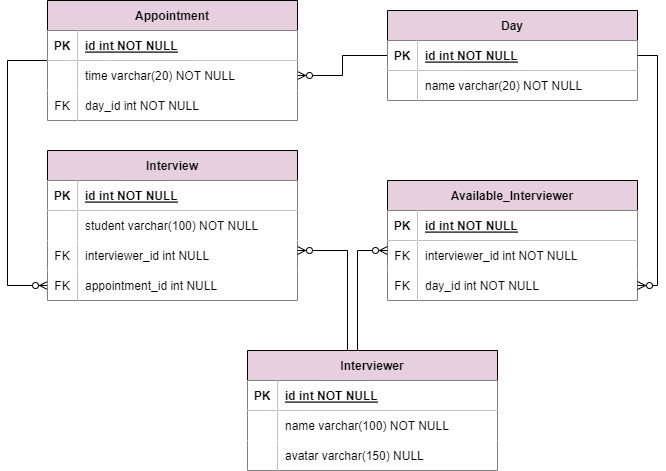 Appointment
PK id int NOT NULL
time varchar(20) NOT NULL
FK day_id int NOT NULL
Day
PK id int NOT NULL
name varchar(20) NOT NULL
Interview
PK id int NOT NULL
student varchar(100) NOT NULL
FK interviewer_id int NULL
FK appointment_id int NULL
Available_Interviewer
PK id int NOT NULL
FK interviewer_id int NOT NULL
FK day_id int NOT NULL
Interviewer
PK id int NOT NULL
name varchar(100) NOT NULL
avatar varchar(150) NULL